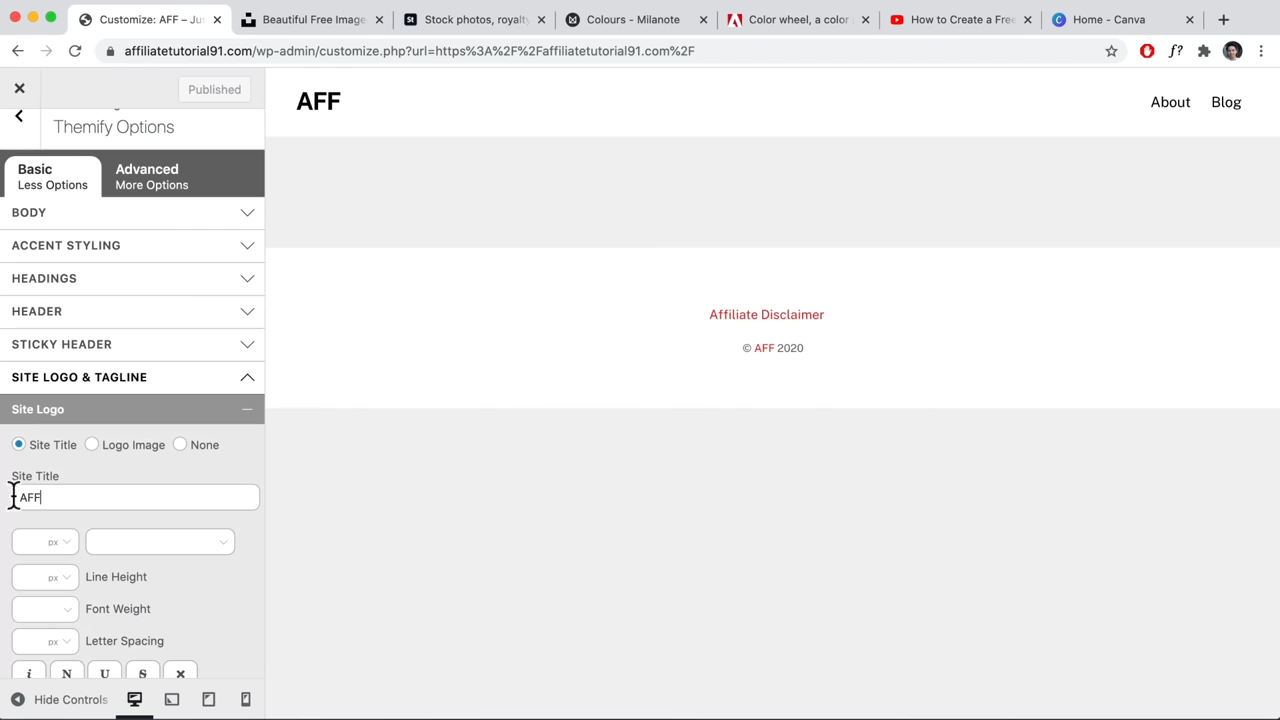 Customize: AFF – Ju
Beautiful Free Image
Stock photos, royalty
Colours - Milanote
Color wheel, a color
How to Create a Free
Home - Canva
affiliatetutorial91.com/wp-admin/customize.php?url=https%3A%2F%2Faffiliatetutorial91.com%2F
f?
Published
Themify Options
Basic
Less Options
Advanced
More Options
BODY
ACCENT STYLING
HEADINGS
HEADER
STICKY HEADER
SITE LOGO & TAGLINE
Site Logo
Site Title
Logo Image
None
Site Title
AFF
px
px
Line Height
Font Weight
px
Letter Spacing
i N U S
Hide Controls
AFF
About
Blog
Affiliate Disclaimer
© AFF 2020